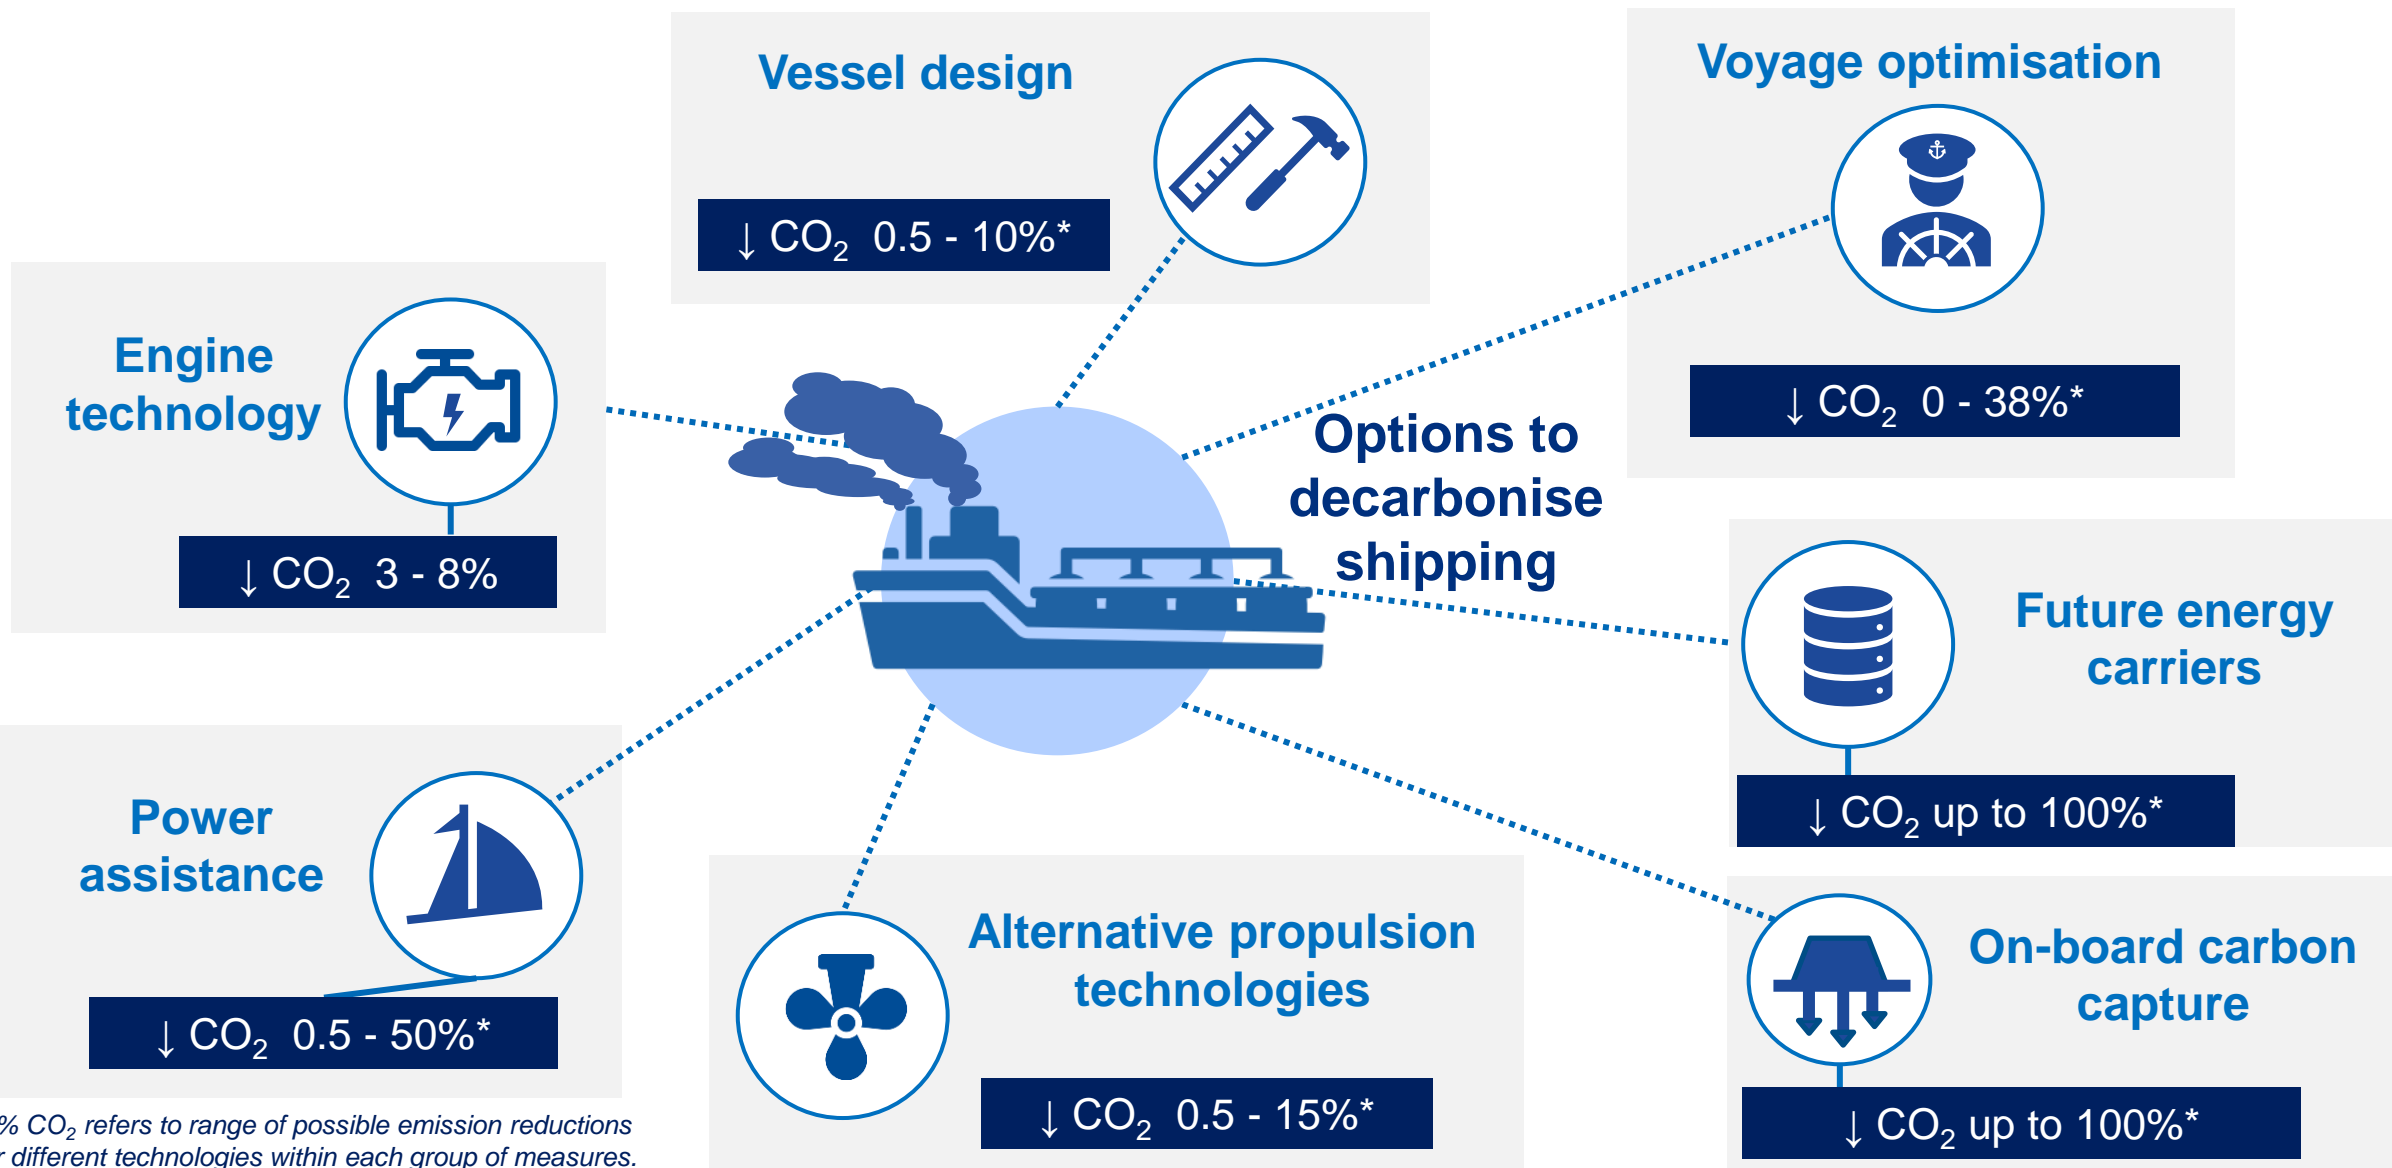 Vessel design
↓ CO₂ 0.5 - 10%*
Voyage optimisation
↓ CO₂ 0 - 38%*
Engine
technology
↓ CO₂ 3 - 8%
Options to
decarbonise
shipping
Future energy
carriers
↓ CO₂ up to 100%*
Power
assistance
↓ CO₂ 0.5 - 50%*
Alternative propulsion
technologies
↓ CO₂ 0.5 - 15%*
On-board carbon
capture
↓ CO₂ up to 100%*
% CO₂ refers to range of possible emission reductions
different technologies within each group of measures.